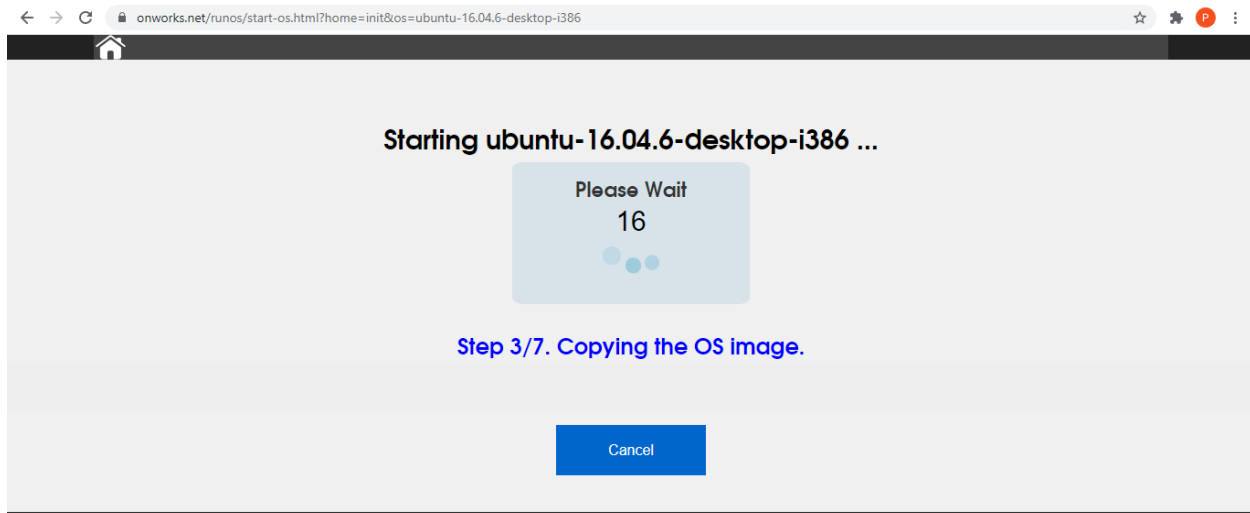 onworks.net/runos/start-os.html?home=init&os=ubuntu-16.04.6-desktop-i386
P
Starting ubuntu-16.04.6-desktop-i386 ...
Please Wait
16
Step 3/7. Copying the OS image.
Cancel